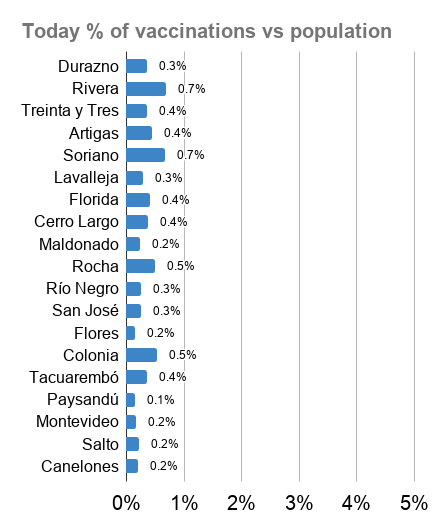 Today % of vaccinations vs population
Durazno 0.3%
Rivera 0.7%
Treinta y Tres 0.4%
Artigas 0.4%
Soriano 0.7%
Lavalleja 0.3%
Florida 0.4%
Cerro Largo 0.4%
Maldonado 0.2%
Rocha 0.5%
Río Negro 0.3%
San José 0.3%
Flores 0.2%
Colonia 0.5%
Tacuarembó 0.4%
Paysandú 0.1%
Montevideo 0.2%
Salto 0.2%
Canelones 0.2%
0% 1% 2% 3% 4% 5%